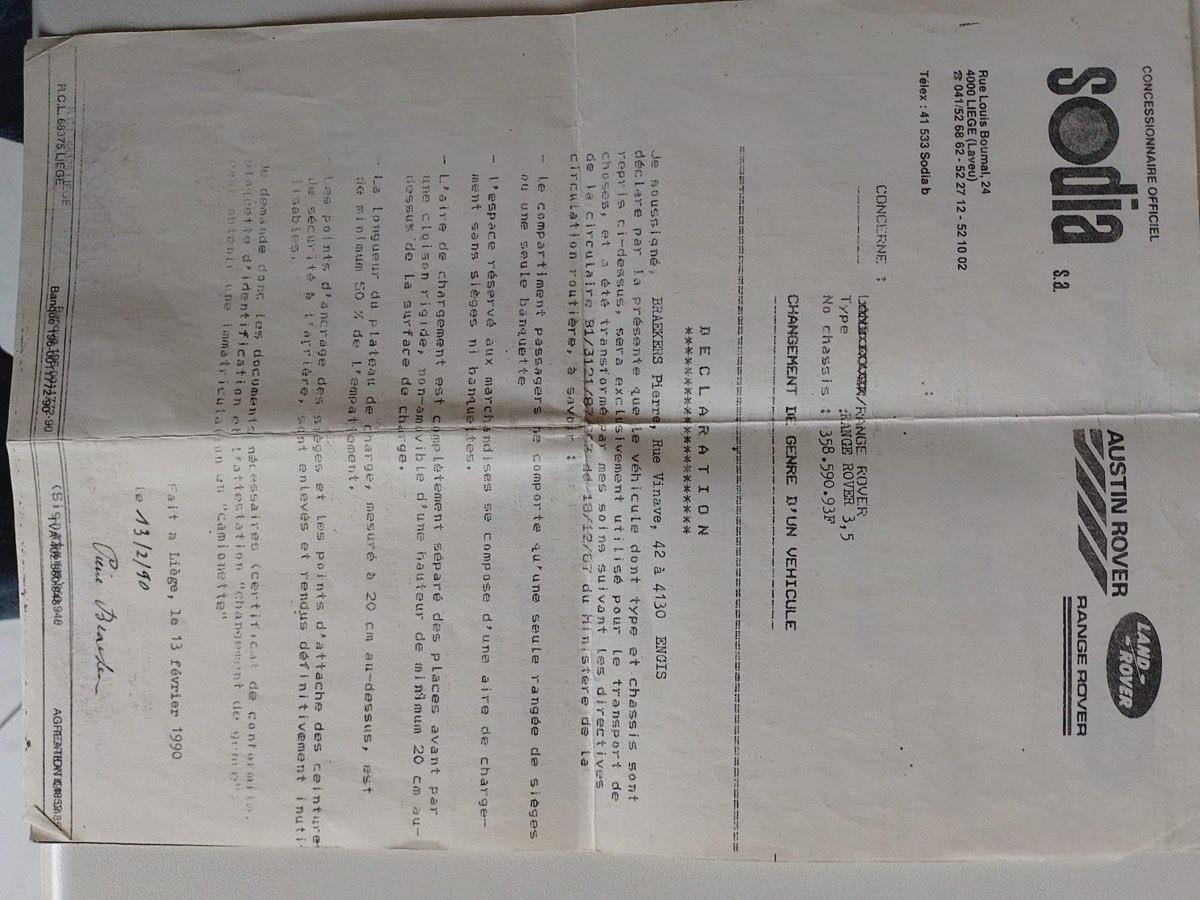 CONCESSIONNAIRE OFFICIEL
sodia s.a.
AUSTIN ROVER
LAND-
-ROVER
RANGE ROVER
Rue Louis Boumal, 24
4000 LIEGE (Laveu)
☎ 041/52 68 62 - 52 27 12 - 52 10 02
Télex : 41 533 Sodia b
CONCERNE : /RANGE ROVER
Type :RANGE ROVER 3,5
No chassis : 358.590.93F
CHANGEMENT DE GENRE D'UN VEHICULE
D E C L A R A T I O N
*********************
Je soussigné, BRAEKERS Pierre, Rue Vinave, 42 à 4130 ENGIS
déclare par la présente que le véhicule dont type et chassis sont
repris ci-dessus, sera exclusivement utilisé pour le transport de
choses, et a été transformé par mes soins suivant les directives
de la circulaire du Ministère de la
circulation routière, à savoir :
- Le compartiment passagers ne comporte qu'une seule rangée de sièges
ou une seule banquette
- l'espace réservé aux marchandises se compose d'une aire de charge-
ment sans sièges ni banquettes.
- L'aire de chargement est complètement séparé des places avant par
une cloison rigide, non-amovible d'une hauteur de minimum 20 cm au-
dessus de la surface de charge.
- La longueur du plateau de charge, mesuré à 20 cm au-dessus, est
de minimum 50 % de l'empattement.
- Les points d'ancrage des sièges et les points d'attache des ceinture
de sécurité à l'arrière, sont enlevés et rendus définitivement inuti
lisables.
Je demande donc les documents nécessaires (certificat de conformité,
plaquette d'identification et l'attestation "changement de genre")
pour obtenir une immatriculation en "camionnette"
Fait a Liège, le 13 février 1990
le 13/2/90
R.C.L. 68375 LIEGE
Banque